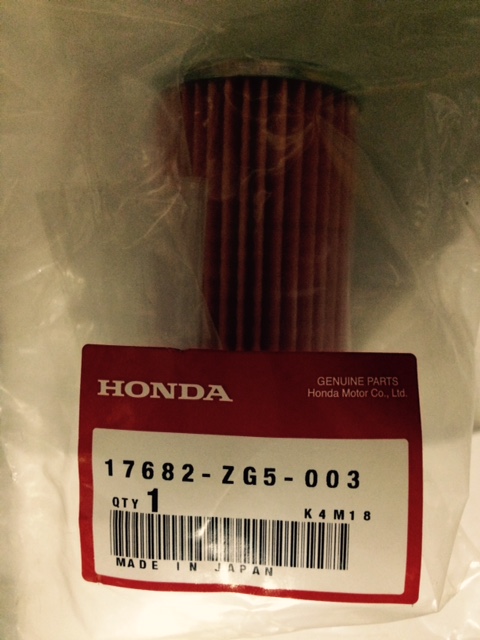 HONDA
GENUINE PARTS
Honda Motor Co., Ltd.
17682-ZG5-003
QTY 1
K4M18
MADE IN JAPAN